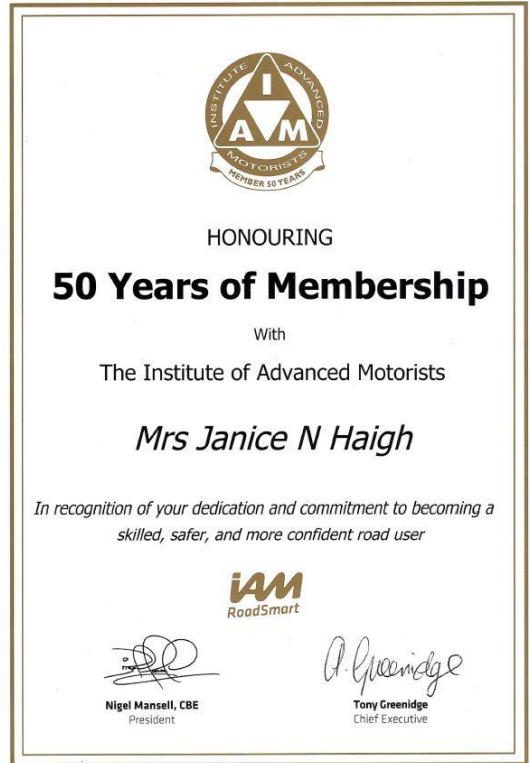 INSTITUTE ADVANCED
I
A M
MOTORISTS
MEMBER 50 YEARS
HONOURING
50 Years of Membership
With
The Institute of Advanced Motorists
Mrs Janice N Haigh
In recognition of your dedication and commitment to becoming a
skilled, safer, and more confident road user
iAM
RoadSmart
A. Greenidge
Nigel Mansell, CBE
Tony Greenidge
President
Chief Executive